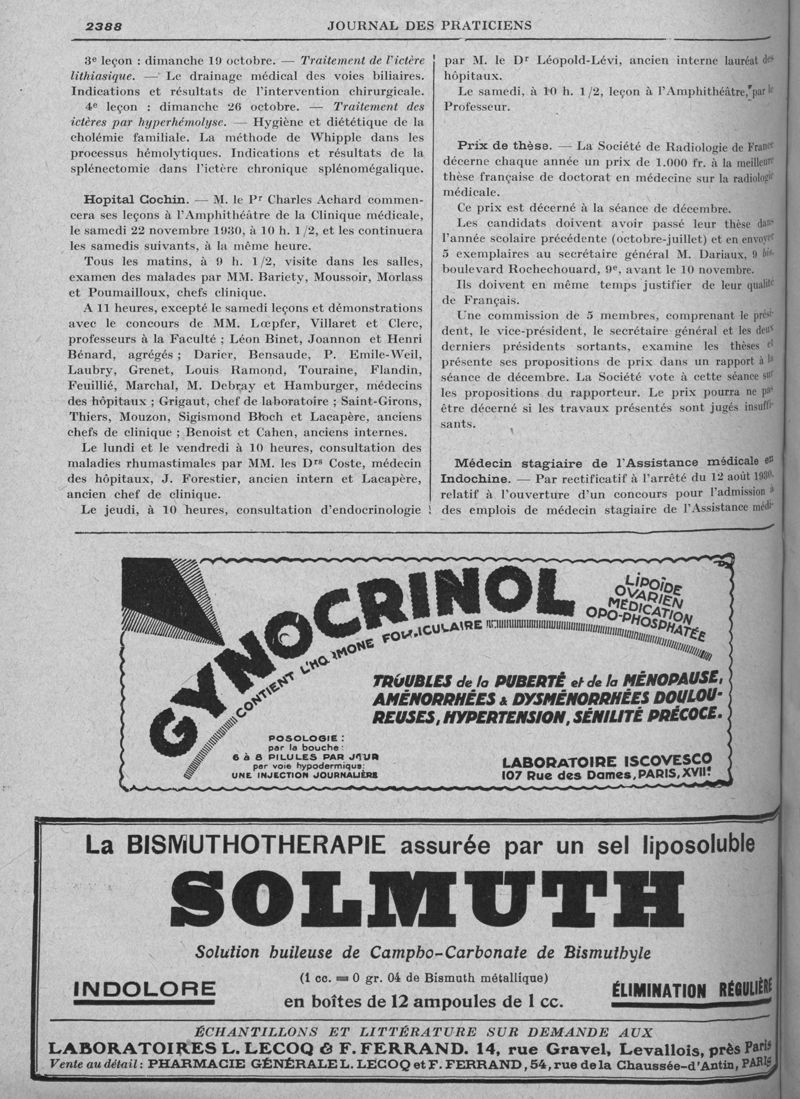 2388
JOURNAL DES PRATICIENS
3e leçon : dimanche 19 octobre. — Traitement de l'ictère
lithiasique. — Le drainage médical des voies biliaires.
Indications et résultats de l'intervention chirurgicale.
4e leçon : dimanche 26 octobre. — Traitement des
ictères par hyperhémolyse. — Hygiène et diététique de la
cholémie familiale. La méthode de Whipple dans les
processus hémolytiques. Indications et résultats de la
splénectomie dans l'ictère chronique splénomégalique.
Hopital Cochin. — M. le Pr Charles Achard commen-
cera ses leçons à l'Amphithéâtre de la Clinique médicale,
le samedi 22 novembre 1930, à 10 h. 1/2, et les continuera
les samedis suivants, à la même heure.
Tous les matins, à 9 h. 1/2, visite dans les salles,
examen des malades par MM. Bariety, Moussoir, Morlass
et Poumailloux, chefs clinique.
A 11 heures, excepté le samedi leçons et démonstrations
avec le concours de MM. Lœpfer, Villaret et Clerc,
professeurs à la Faculté ; Léon Binet, Joannon et Henri
Bénard, agrégés ; Darier, Bensaude, P. Emile-Weil,
Laubry, Grenet, Louis Ramond, Touraine, Flandin,
Feuillié, Marchal, M. Debray et Hamburger, médecins
des hôpitaux ; Grigaut, chef de laboratoire ; Saint-Girons,
Thiers, Mouzon, Sigismond Bloch et Lacapère, anciens
chefs de clinique ; Benoist et Cahen, anciens internes.
Le lundi et le vendredi à 10 heures, consultation des
maladies rhumastimales par MM. les Drs Coste, médecin
des hôpitaux, J. Forestier, ancien intern et Lacapère,
ancien chef de clinique.
Le jeudi, à 10 heures, consultation d'endocrinologie
par M. le Dr Léopold-Lévi, ancien interne lauréat des
hôpitaux.
Le samedi, à 10 h. 1/2, leçon à l'Amphithéâtre, par le
Professeur.
Prix de thèse. — La Société de Radiologie de France
décerne chaque année un prix de 1.000 fr. à la meilleure
thèse française de doctorat en médecine sur la radiologie
médicale.
Ce prix est décerné à la séance de décembre.
Les candidats doivent avoir passé leur thèse dans
l'année scolaire précédente (octobre-juillet) et en envoyer
5 exemplaires au secrétaire général M. Dariaux, 9 bis,
boulevard Rochechouard, 9e, avant le 10 novembre.
Ils doivent en même temps justifier de leur qualité
de Français.
Une commission de 5 membres, comprenant le prési-
dent, le vice-président, le secrétaire général et les deux
derniers présidents sortants, examine les thèses et
présente ses propositions de prix dans un rapport à la
séance de décembre. La Société vote à cette séance sur
les propositions du rapporteur. Le prix pourra ne pas
être décerné si les travaux présentés sont jugés insuffi-
sants.
Médecin stagiaire de l'Assistance médicale en
Indochine. — Par rectificatif à l'arrêté du 12 août 1930,
relatif à l'ouverture d'un concours pour l'admission à
des emplois de médecin stagiaire de l'Assistance médi-
GYNOCRINOL
CONTIENT L'HORMONE FOLLICULAIRE
LIPOÏDE
OVARIEN
MÉDICATION
OPO-PHOSPHATÉE
TROUBLES de la PUBERTÉ et de la MÉNOPAUSE,
AMÉNORRHÉES & DYSMÉNORRHÉES DOULOU-
REUSES, HYPERTENSION, SÉNILITÉ PRÉCOCE.
POSOLOGIE :
par la bouche :
6 à 8 PILULES PAR JOUR
par voie hypodermique:
UNE INJECTION JOURNALIÈRE
LABORATOIRE ISCOVESCO
107 Rue des Dames, PARIS, XVIIe
La BISMUTHOTHERAPIE assurée par un sel liposoluble
SOLMUTH
Solution huileuse de Campho-Carbonate de Bismuthyle
INDOLORE
(1 cc. = 0 gr. 04 de Bismuth métallique)
en boîtes de 12 ampoules de 1 cc.
ÉLIMINATION RÉGULIÈRE
ÉCHANTILLONS ET LITTÉRATURE SUR DEMANDE AUX
LABORATOIRES L. LECOQ & F. FERRAND. 14, rue Gravel, Levallois, près Paris
Vente au détail : PHARMACIE GÉNÉRALE L. LECOQ et F. FERRAND, 54, rue de la Chaussée-d'Antin, PARIS